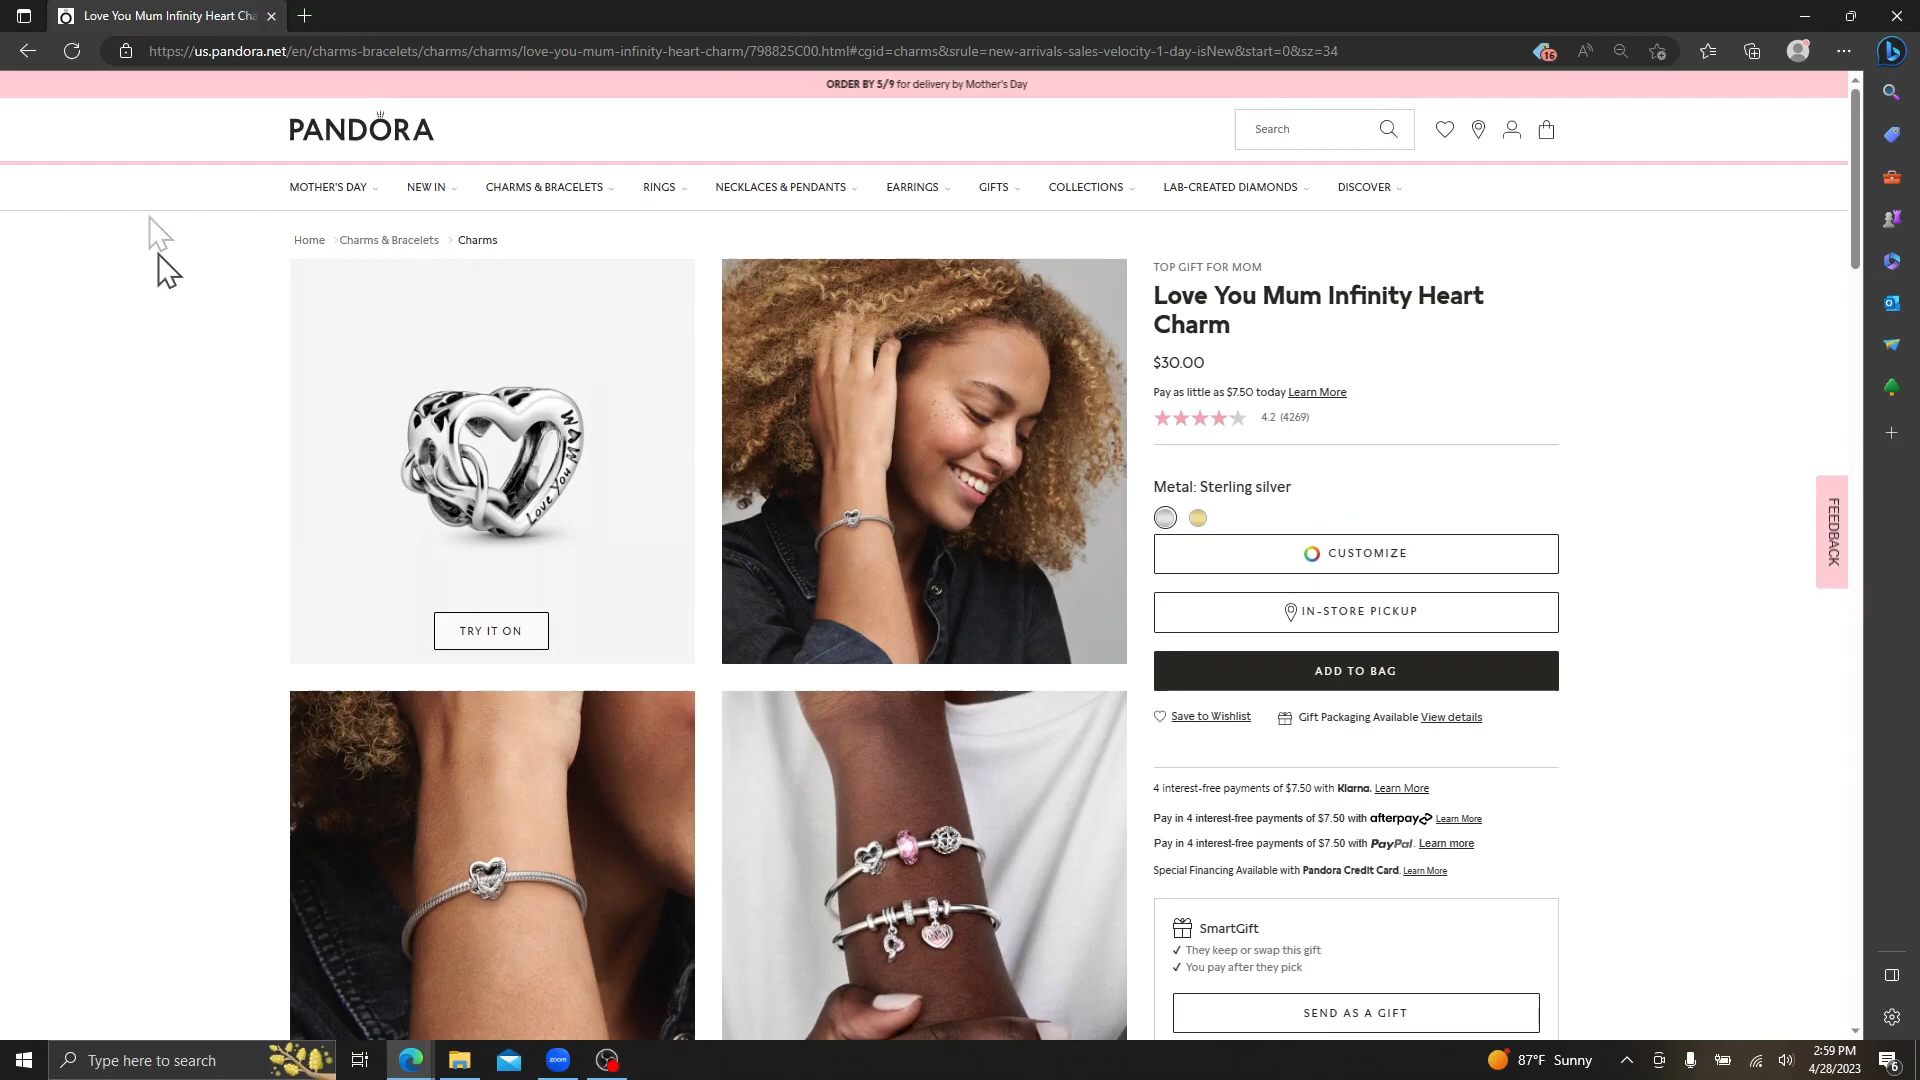 Love You Mum Infinity Heart Cha
https://us.pandora.net/en/charms-bracelets/charms/charms/love-you-mum-infinity-heart-charm/798825C00.html#cgid=charms&srule=new-arrivals-sales-velocity-1-day-isNew&start=0&sz=34
16
ORDER BY 5/9 for delivery by Mother's Day
PANDORA
Search
MOTHER'S DAY NEW IN CHARMS & BRACELETS RINGS NECKLACES & PENDANTS EARRINGS GIFTS COLLECTIONS LAB-CREATED DIAMONDS DISCOVER
Home > Charms & Bracelets > Charms
Love You Mum
TRY IT ON
TOP GIFT FOR MOM
Love You Mum Infinity Heart
Charm
$30.00
Pay as little as $7.50 today Learn More
4.2 (4269)
Metal: Sterling silver
CUSTOMIZE
IN-STORE PICKUP
ADD TO BAG
Save to Wishlist Gift Packaging Available View details
4 interest-free payments of $7.50 with Klarna. Learn More
Pay in 4 interest-free payments of $7.50 with afterpay Learn More
Pay in 4 interest-free payments of $7.50 with PayPal. Learn more
Special Financing Available with Pandora Credit Card. Learn More
SmartGift
✓ They keep or swap this gift
✓ You pay after they pick
SEND AS A GIFT
FEEDBACK
Type here to search
zoom
87°F Sunny
2:59 PM
4/28/2023
6